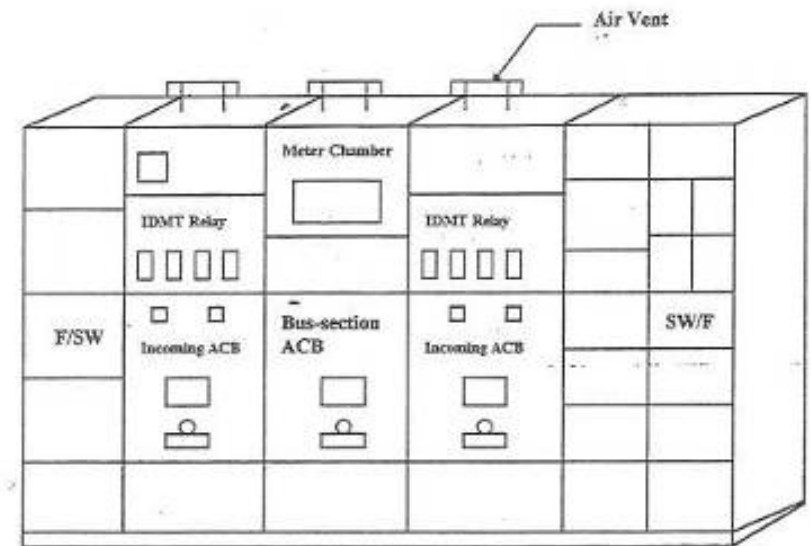 Air Vent
Meter Chamber
IDMT Relay
IDMT Relay
F/SW
Incoming ACB
Bus-section
ACB
Incoming ACB
SW/F